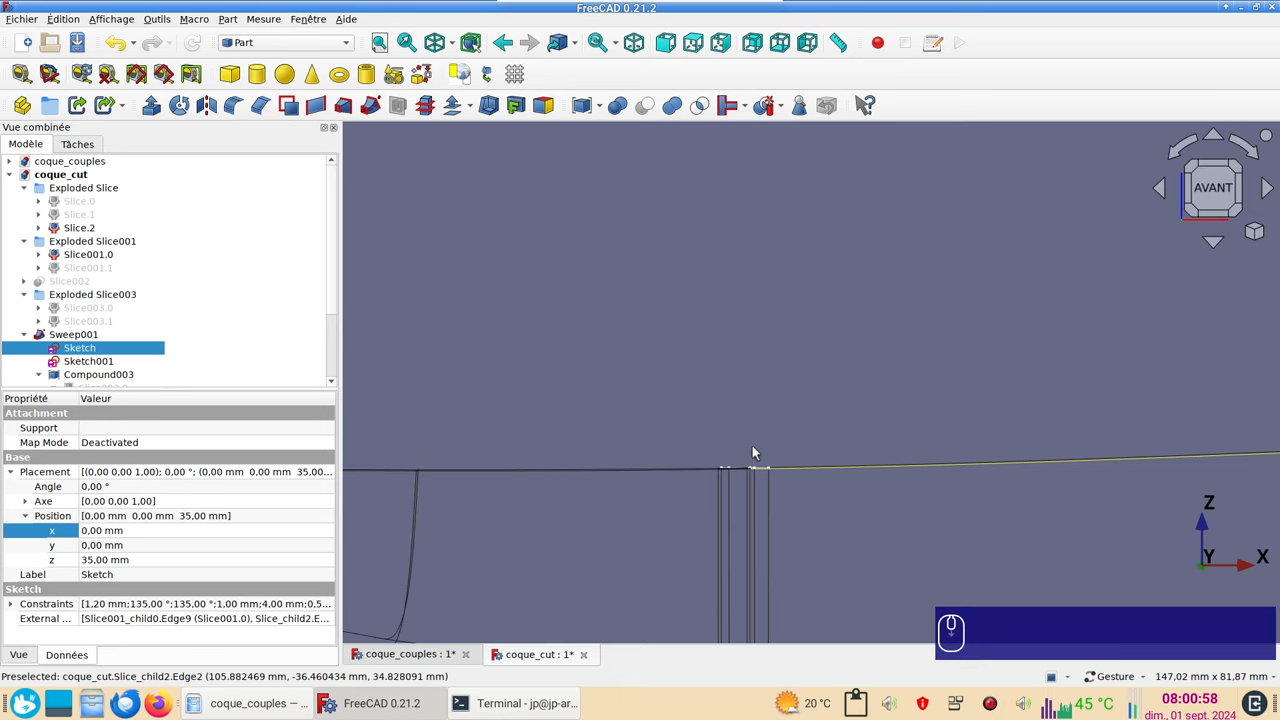 FreeCAD 0.21.2
Fichier Édition Affichage Outils Macro Part Mesure Fenêtre Aide
Part
Vue combinée
Modèle Tâches
coque_couples
coque_cut
Exploded Slice
Slice.0
Slice.1
Slice.2
Exploded Slice001
Slice001.0
Slice001.1
Slice002
Exploded Slice003
Slice003.0
Slice003.1
Sweep001
Sketch
Sketch001
Compound003
Propriété Valeur
Attachment
Support
Map Mode Deactivated
Base
Placement [(0,00 0,00 1,00); 0,00 °; (0,00 mm 0,00 mm 35,00...
Angle 0,00 °
Axe [0,00 0,00 1,00]
Position [0,00 mm 0,00 mm 35,00 mm]
x 0,00 mm
y 0,00 mm
z 35,00 mm
Label Sketch
Sketch
Constraints [1,20 mm;135,00 °;135,00 °;1,00 mm;4,00 mm;0,5...
External ... [Slice001_child0.Edge9 (Slice001.0), Slice_child2.E...
Vue Données
AVANT
Z
Y X
coque_couples : 1* coque_cut : 1*
Preselected: coque_cut.Slice_child2.Edge2 (105.882469 mm, -36.460434 mm, 34.828091 mm)
Gesture 147,02 mm x 81,87 mm
coque_couples — ... FreeCAD 0.21.2 Terminal - jp@jp-ar...
20 °C 45 °C
08:00:58
dim., 01 sept. 2024